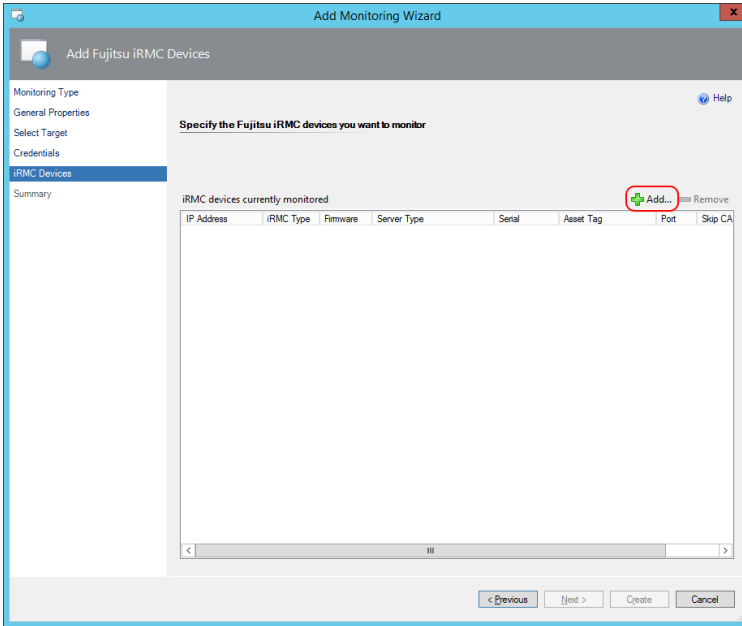 Add Monitoring Wizard
x
Add Fujitsu iRMC Devices
Monitoring Type
General Properties
Select Target
Credentials
iRMC Devices
Summary
Help
Specify the Fujitsu iRMC devices you want to monitor
iRMC devices currently monitored
Add...
Remove
IP Address iRMC Type Firmware Server Type Serial Asset Tag Port Skip CA
< Previous Next > Create Cancel